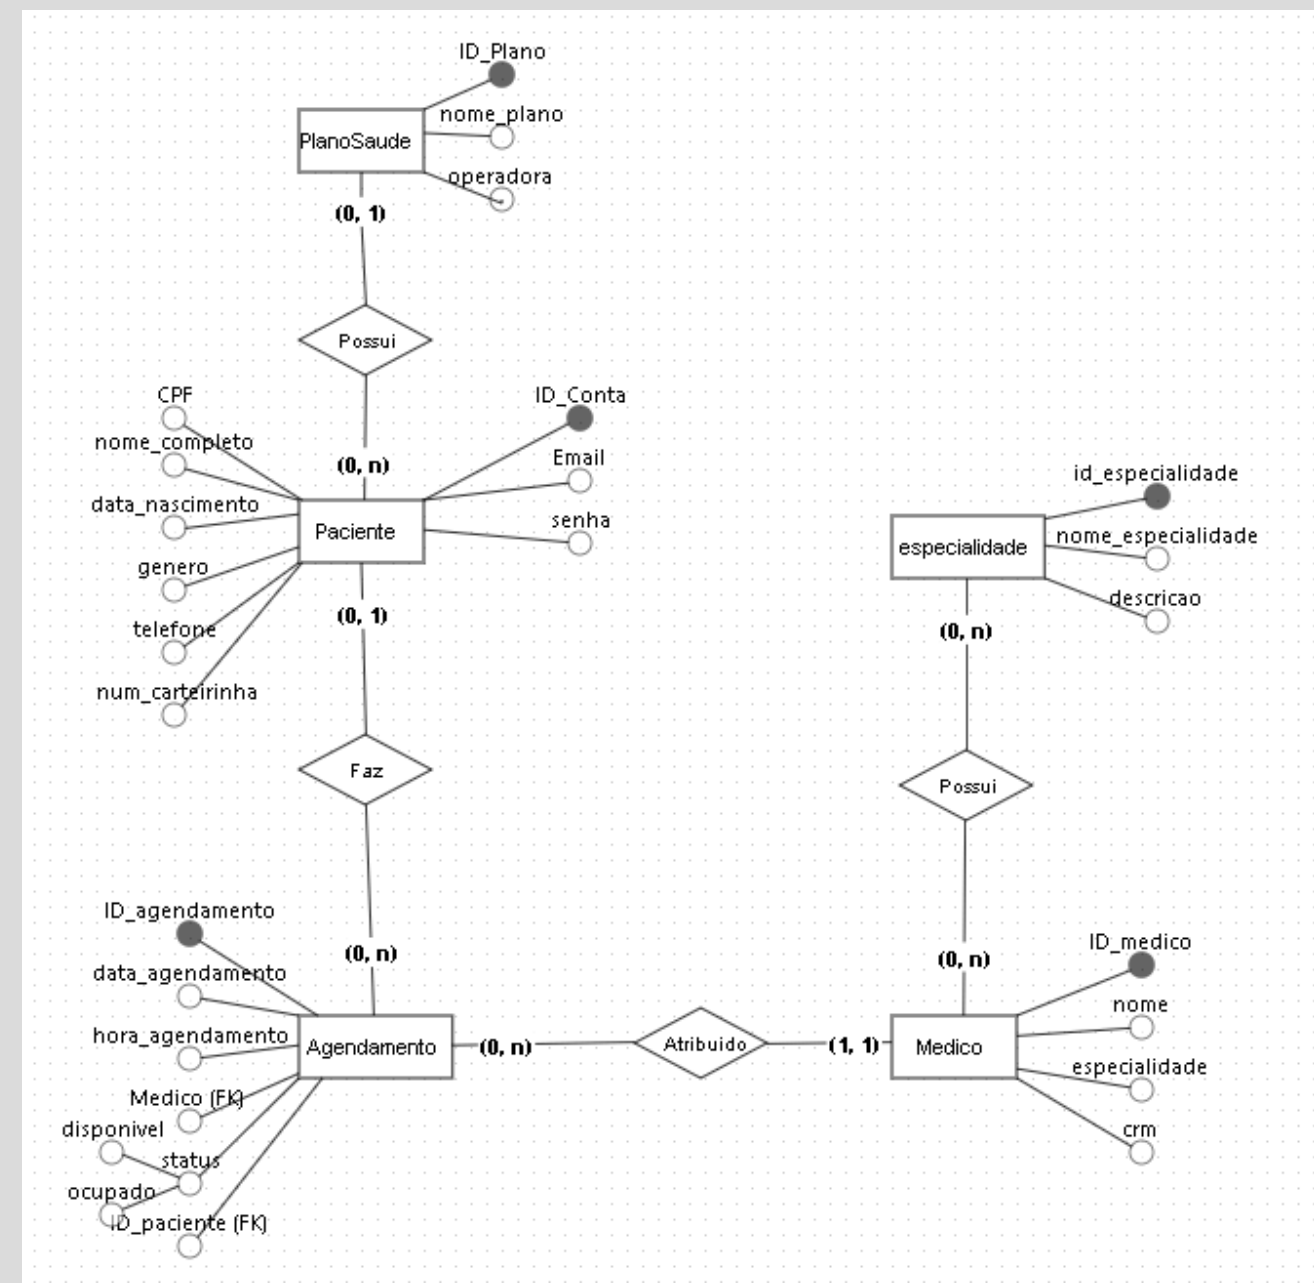 ID_Plano
nome_plano
PlanoSaude
operadora
(0, 1)
Possui
CPF
ID_Conta
nome_completo
Email
(0, n)
data_nascimento
senha
Paciente
genero
(0, 1)
telefone
num_carteirinha
id_especialidade
nome_especialidade
especialidade
descricao
(0, n)
Faz
Possui
ID_agendamento
(0, n)
data_agendamento
hora_agendamento
Agendamento
(0, n)
Atribuido
(1, 1)
(0, n)
ID_medico
nome
Medico
especialidade
crm
Medico (FK)
disponivel
status
ocupado
ID_paciente (FK)